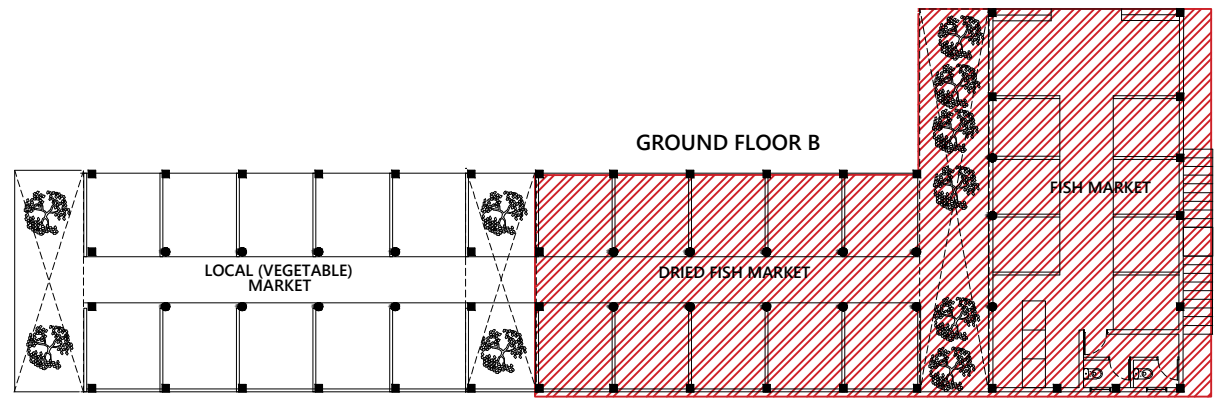 GROUND FLOOR B
FISH MARKET
LOCAL (VEGETABLE)
MARKET
DRIED FISH MARKET